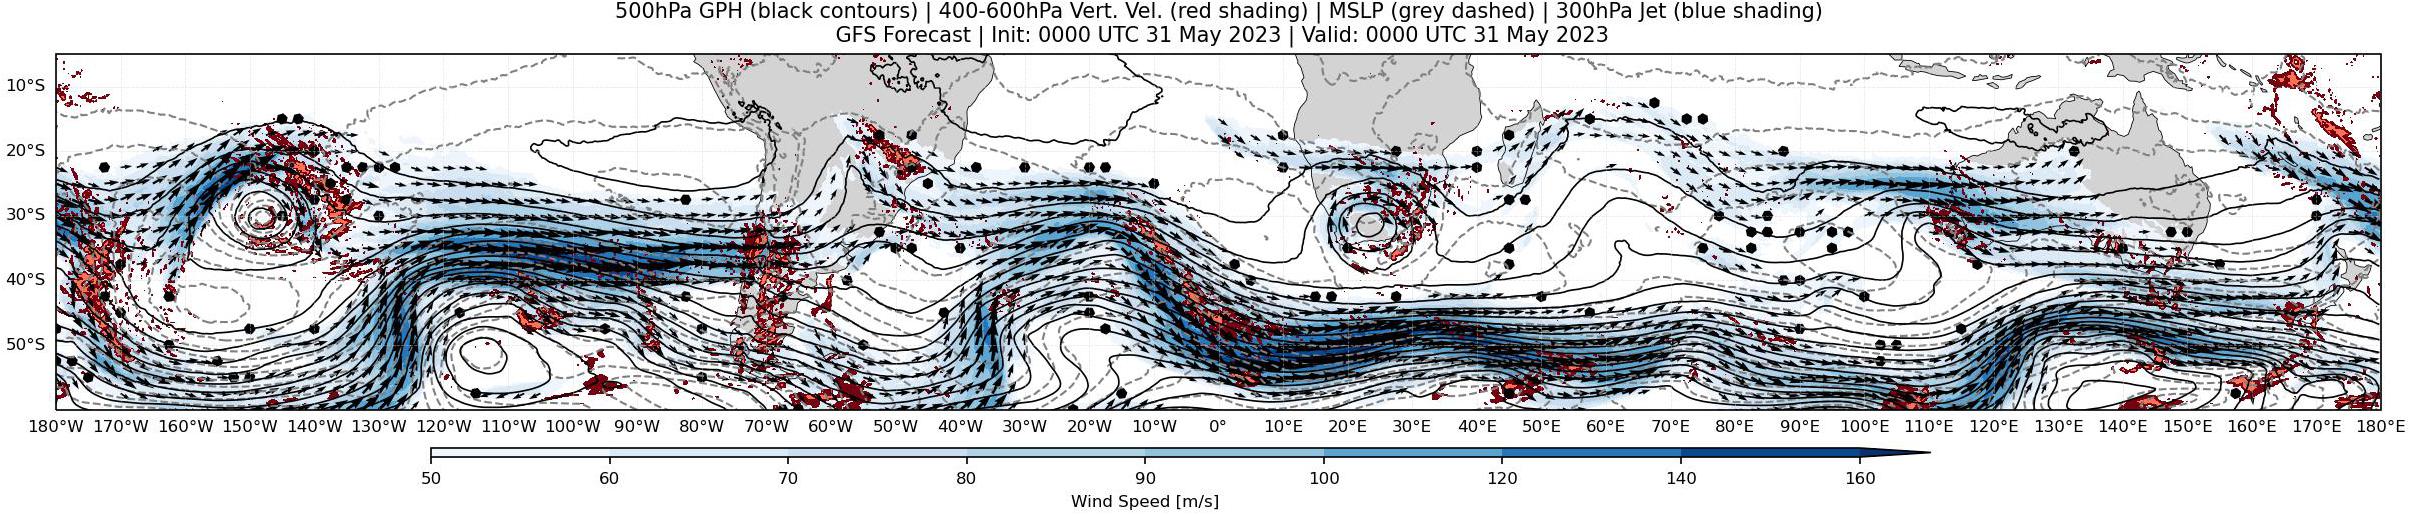 500hPa GPH (black contours) | 400-600hPa Vert. Vel. (red shading) | MSLP (grey dashed) | 300hPa Jet (blue shading)
GFS Forecast | Init: 0000 UTC 31 May 2023 | Valid: 0000 UTC 31 May 2023
10°S
20°S
30°S
40°S
50°S
180°W 170°W 160°W 150°W 140°W 130°W 120°W 110°W 100°W 90°W 80°W 70°W 60°W 50°W 40°W 30°W 20°W 10°W 0° 10°E 20°E 30°E 40°E 50°E 60°E 70°E 80°E 90°E 100°E 110°E 120°E 130°E 140°E 150°E 160°E 170°E 180°E
50 60 70 80 90 100 120 140 160
Wind Speed [m/s]